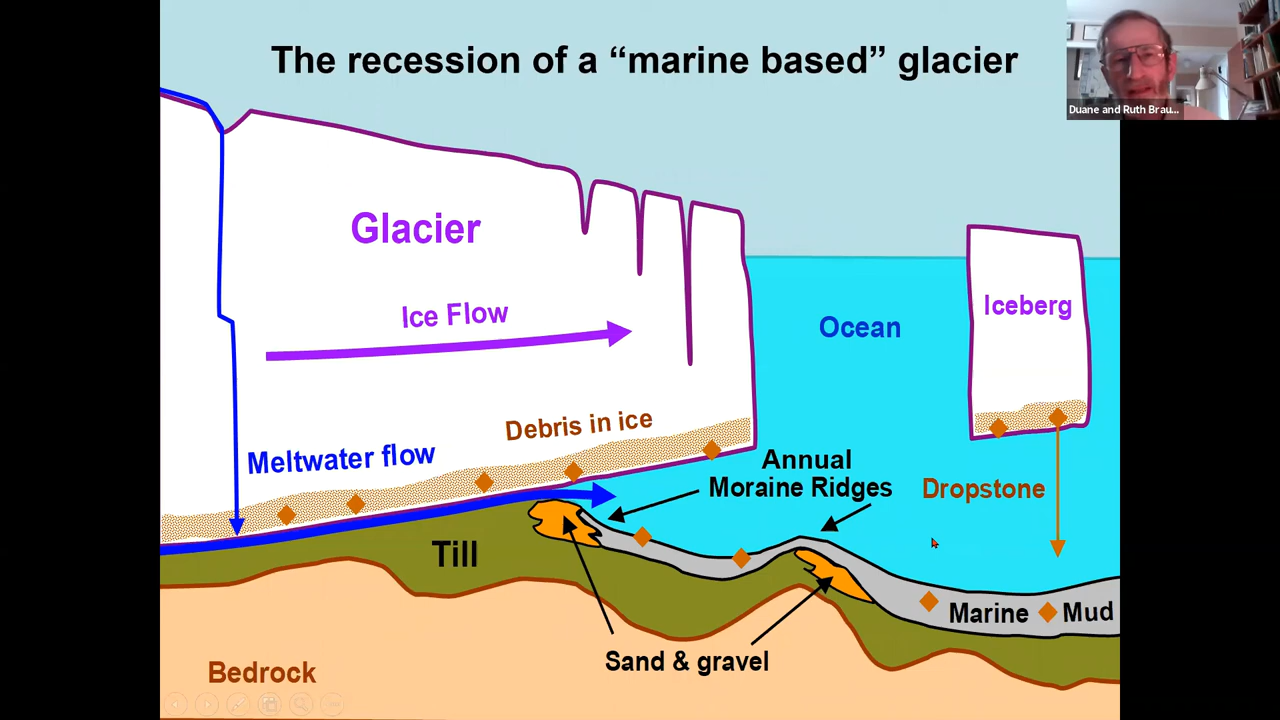 The recession of a “marine based” glacier
Duane and Ruth Brau...
Glacier
Iceberg
Ice Flow
Ocean
Debris in ice
Meltwater flow
Annual
Moraine Ridges
Dropstone
Till
Marine Mud
Sand & gravel
Bedrock